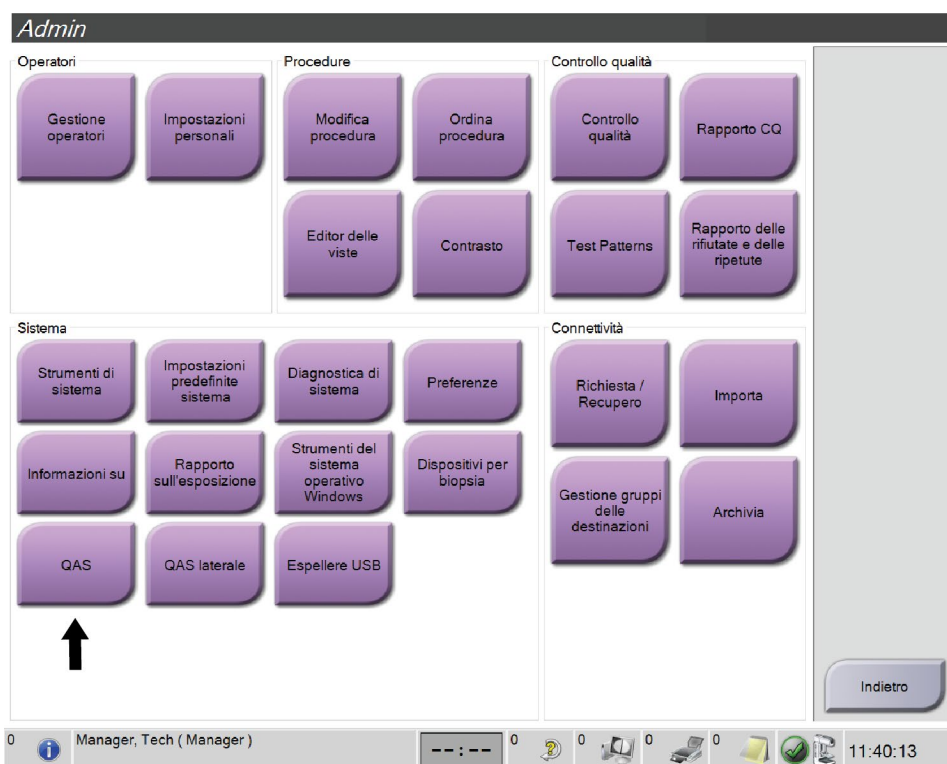 Admin
Operatori
Gestione
operatori
Impostazioni
personali
Procedure
Modifica
procedura
Ordina
procedura
Editor delle
viste
Contrasto
Controllo qualità
Controllo
qualità
Rapporto CQ
Test Patterns
Rapporto delle
rifiutate e delle
ripetute
Sistema
Strumenti di
sistema
Impostazioni
predefinite
sistema
Diagnostica di
sistema
Preferenze
Informazioni su
Rapporto
sull'esposizione
Strumenti del
sistema
operativo
Windows
Dispositivi per
biopsia
QAS
QAS laterale
Espellere USB
Connettività
Richiesta /
Recupero
Importa
Gestione gruppi
delle
destinazioni
Archivia
Indietro
0 Manager, Tech ( Manager ) --:-- 0 0 0 0 11:40:13